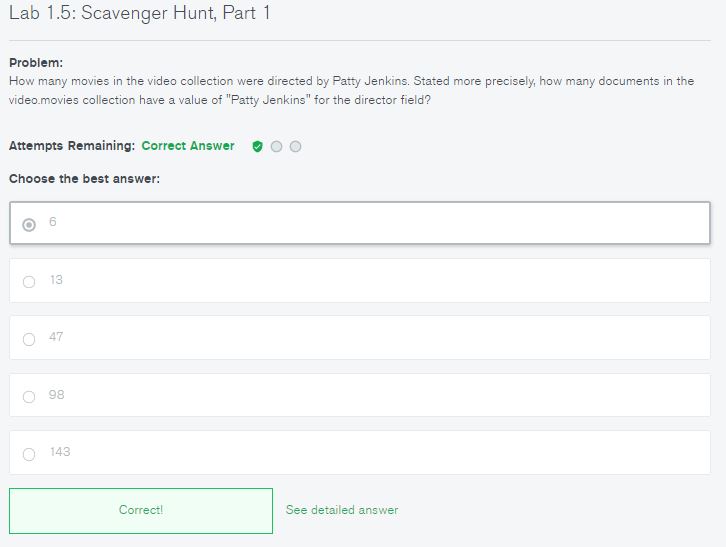 Lab 1.5: Scavenger Hunt, Part 1
Problem:
How many movies in the video collection were directed by Patty Jenkins. Stated more precisely, how many documents in the
video.movies collection have a value of "Patty Jenkins" for the director field?
Attempts Remaining: Correct Answer
Choose the best answer:
6
13
47
98
143
Correct! See detailed answer